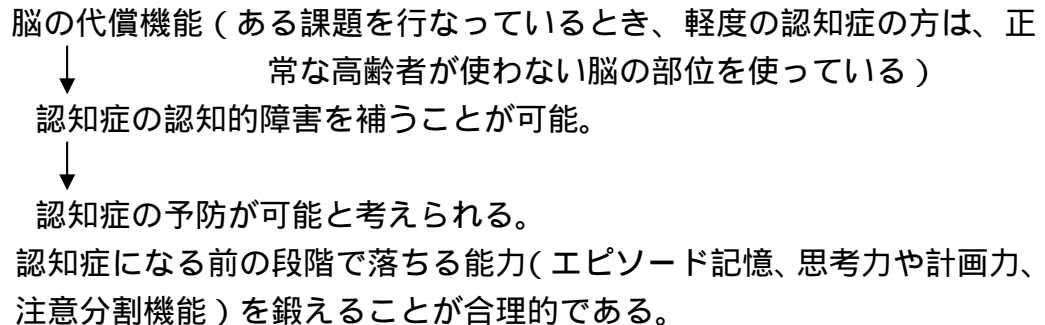 脳の代償機能(ある課題を行なっているとき、軽度の認知症の方は、正
常な高齢者が使わない脳の部位を使っている)
認知症の認知的障害を補うことが可能。
認知症の予防が可能と考えられる。
認知症になる前の段階で落ちる能力(エピソード記憶、思考力や計画力、
注意分割機能)を鍛えることが合理的である。